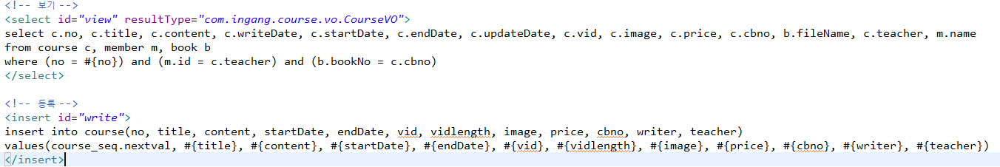 <!-- 보기 -->
<select id="view" resultType="com.ingang.course.vo.CourseVO">
select c.no, c.title, c.content, c.writeDate, c.startDate, c.endDate, c.updateDate, c.vid, c.image, c.price, c.cbno, b.fileName, c.teacher, m.name
from course c, member m, book b
where (no = #{no}) and (m.id = c.teacher) and (b.bookNo = c.cbno)
</select>
<!-- 등록 -->
<insert id="write">
insert into course(no, title, content, startDate, endDate, vid, vidlength, image, price, cbno, writer, teacher)
values(course_seq.nextval, #{title}, #{content}, #{startDate}, #{endDate}, #{vid}, #{vidlength}, #{image}, #{price}, #{cbno}, #{writer}, #{teacher})
</insert>